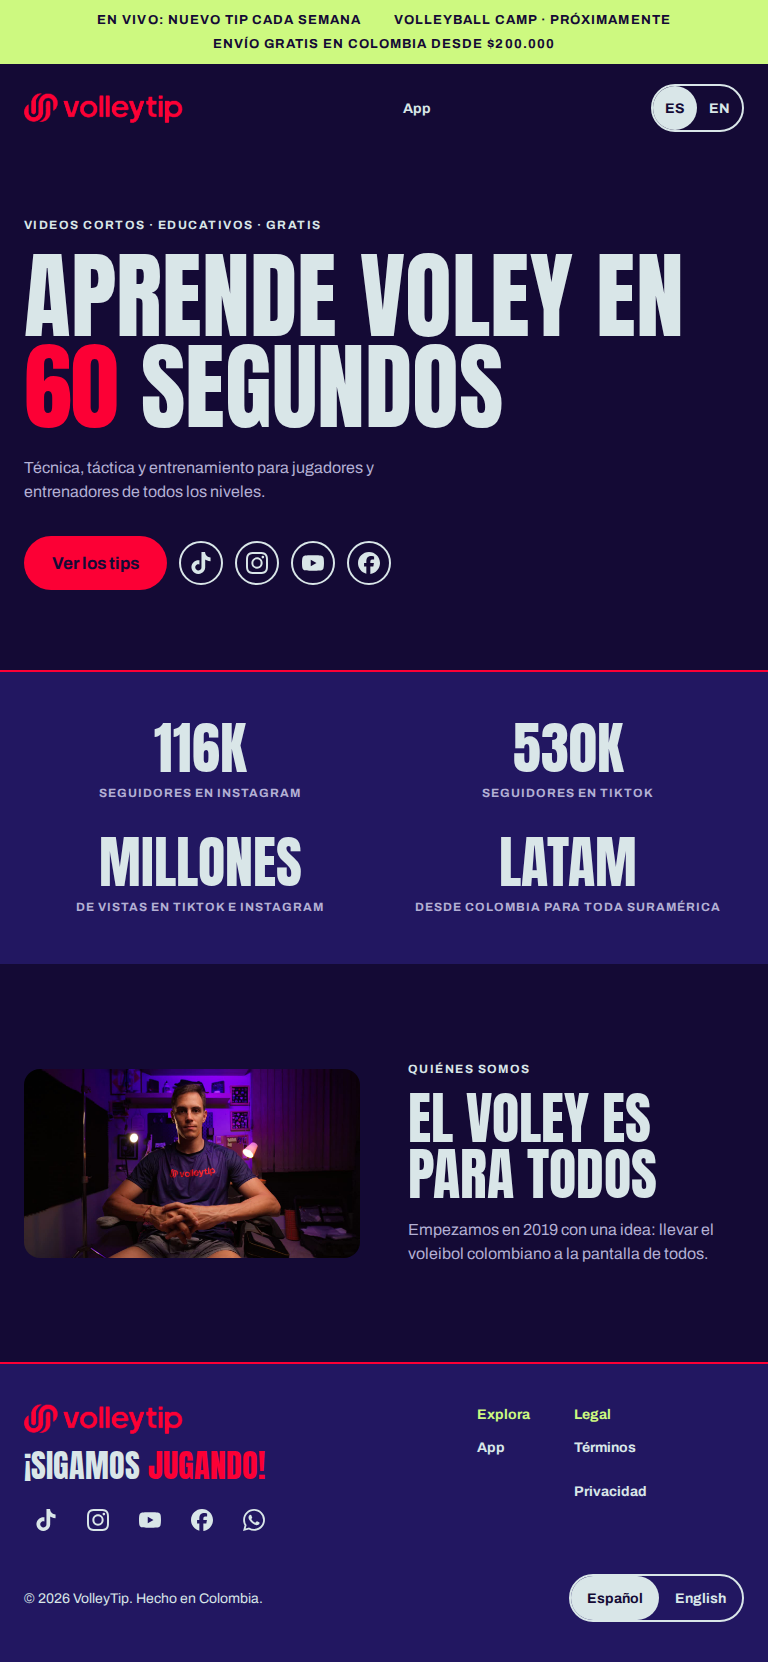 EN VIVO: NUEVO TIP CADA SEMANA VOLLEYBALL CAMP · PRÓXIMAMENTE
ENVÍO GRATIS EN COLOMBIA DESDE $200.000
volleytip App ES EN
VIDEOS CORTOS · EDUCATIVOS · GRATIS
APRENDE VOLEY EN
60 SEGUNDOS
Técnica, táctica y entrenamiento para jugadores y
entrenadores de todos los niveles.
Ver los tips
116K
SEGUIDORES EN INSTAGRAM
530K
SEGUIDORES EN TIKTOK
MILLONES
DE VISTAS EN TIKTOK E INSTAGRAM
LATAM
DESDE COLOMBIA PARA TODA SURAMÉRICA
volleytip
QUIÉNES SOMOS
EL VOLEY ES
PARA TODOS
Empezamos en 2019 con una idea: llevar el
voleibol colombiano a la pantalla de todos.
volleytip
¡SIGAMOS JUGANDO!
Explora
App
Legal
Términos
Privacidad
© 2026 VolleyTip. Hecho en Colombia.
Español English